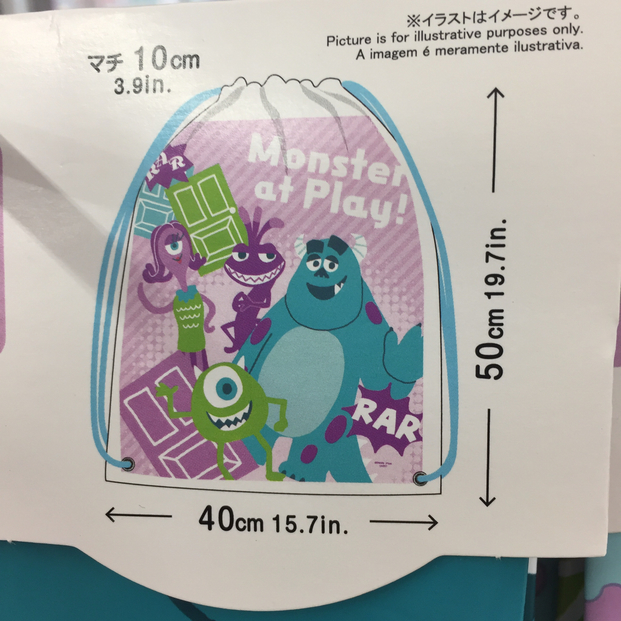 ※イラストはイメージです。
Picture is for illustrative purposes only.
A imagem é meramente ilustrativa.
マチ 10cm
3.9in.
RAR
Monster
at Play!
50cm 19.7in.
RAR
40cm 15.7in.